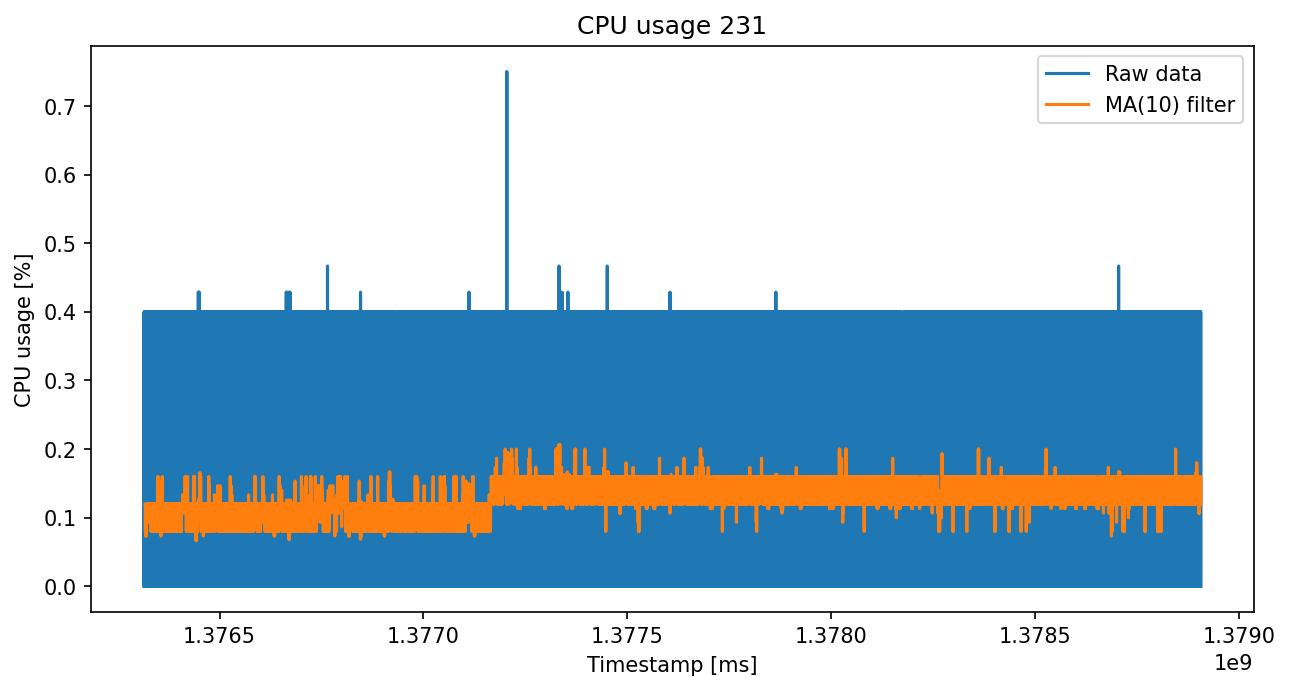 CPU usage 231
Raw data
MA(10) filter
CPU usage [%]
0.7
0.6
0.5
0.4
0.3
0.2
0.1
0.0
1.3765 1.3770 1.3775 1.3780 1.3785 1.3790
1e9
Timestamp [ms]